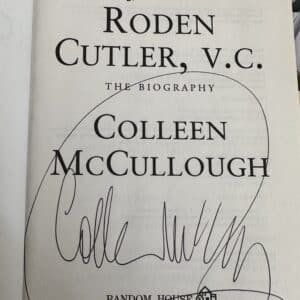 RODEN
CUTLER, V.C.
THE BIOGRAPHY
COLLEEN
MCCULLOUGH
RANDOM HOUSE